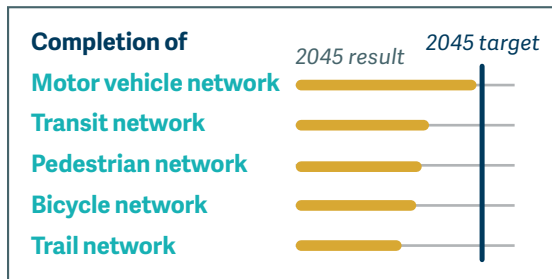 Completion of
2045 result
2045 target
Motor vehicle network
Transit network
Pedestrian network
Bicycle network
Trail network